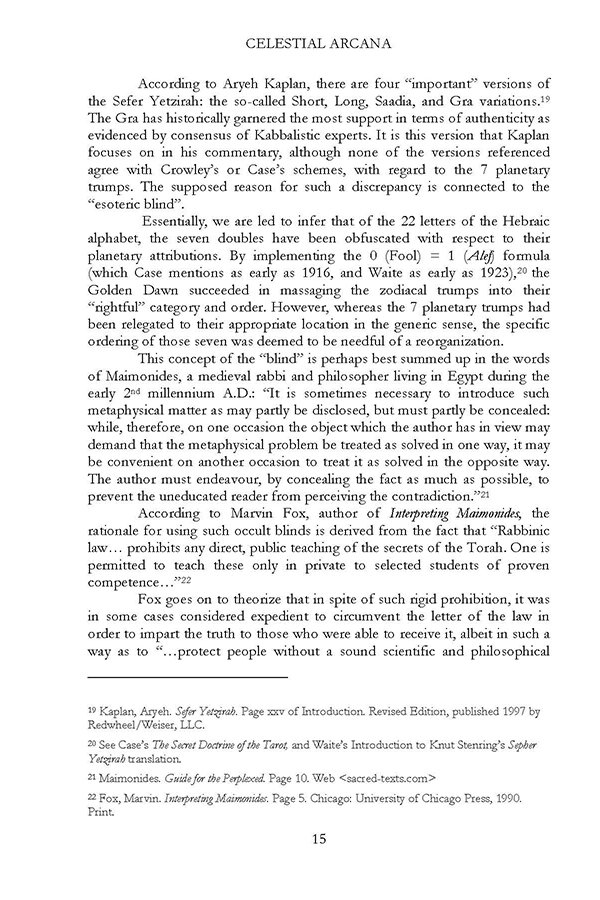 CELESTIAL ARCANA
According to Aryeh Kaplan, there are four “important” versions of
the Sefer Yetzirah: the so-called Short, Long, Saadia, and Gra variations.19
The Gra has historically garnered the most support in terms of authenticity as
evidenced by consensus of Kabbalistic experts. It is this version that Kaplan
focuses on in his commentary, although none of the versions referenced
agree with Crowley’s or Case’s schemes, with regard to the 7 planetary
trumps. The supposed reason for such a discrepancy is connected to the
“esoteric blind”.
Essentially, we are led to infer that of the 22 letters of the Hebraic
alphabet, the seven doubles have been obfuscated with respect to their
planetary attributions. By implementing the 0 (Fool) = 1 (Alef) formula
(which Case mentions as early as 1916, and Waite as early as 1923),20 the
Golden Dawn succeeded in massaging the zodiacal trumps into their
“rightful” category and order. However, whereas the 7 planetary trumps had
been relegated to their appropriate location in the generic sense, the specific
ordering of those seven was deemed to be needful of a reorganization.
This concept of the “blind” is perhaps best summed up in the words
of Maimonides, a medieval rabbi and philosopher living in Egypt during the
early 2nd millennium A.D.: “It is sometimes necessary to introduce such
metaphysical matter as may partly be disclosed, but must partly be concealed:
while, therefore, on one occasion the object which the author has in view may
demand that the metaphysical problem be treated as solved in one way, it may
be convenient on another occasion to treat it as solved in the opposite way.
The author must endeavour, by concealing the fact as much as possible, to
prevent the uneducated reader from perceiving the contradiction.”21
According to Marvin Fox, author of Interpreting Maimonides, the
rationale for using such occult blinds is derived from the fact that “Rabbinic
law… prohibits any direct, public teaching of the secrets of the Torah. One is
permitted to teach these only in private to selected students of proven
competence…”22
Fox goes on to theorize that in spite of such rigid prohibition, it was
in some cases considered expedient to circumvent the letter of the law in
order to impart the truth to those who were able to receive it, albeit in such a
way as to “…protect people without a sound scientific and philosophical
19 Kaplan, Aryeh. Sefer Yetzirah. Page xxv of Introduction. Revised Edition, published 1997 by
Redwheel/Weiser, LLC.
20 See Case’s The Secret Doctrine of the Tarot, and Waite’s Introduction to Knut Stenring’s Sepher
Yetzirah translation.
21 Maimonides. Guide for the Perplexed. Page 10. Web <sacred-texts.com>
22 Fox, Marvin. Interpreting Maimonides. Page 5. Chicago: University of Chicago Press, 1990.
Print.
15